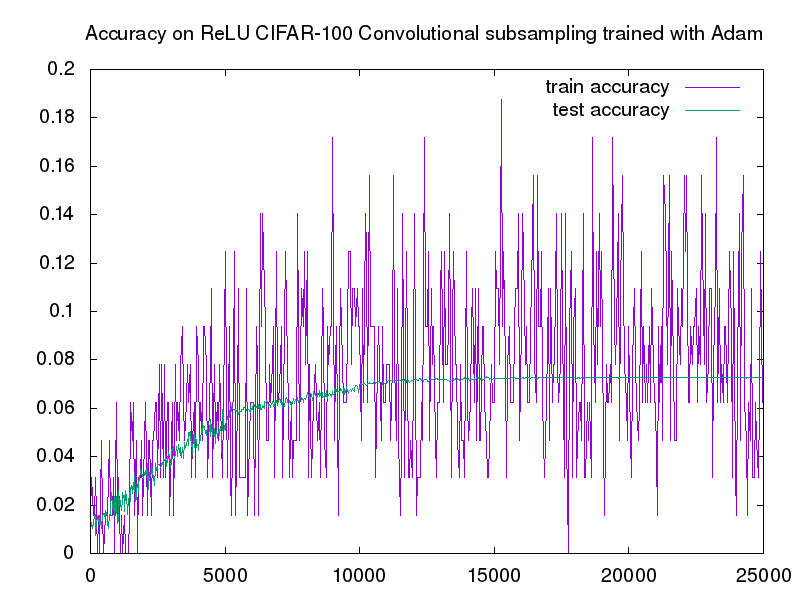 Accuracy on ReLU CIFAR-100 Convolutional subsampling trained with Adam
train accuracy
test accuracy
0.2
0.18
0.16
0.14
0.12
0.1
0.08
0.06
0.04
0.02
0
0 5000 10000 15000 20000 25000